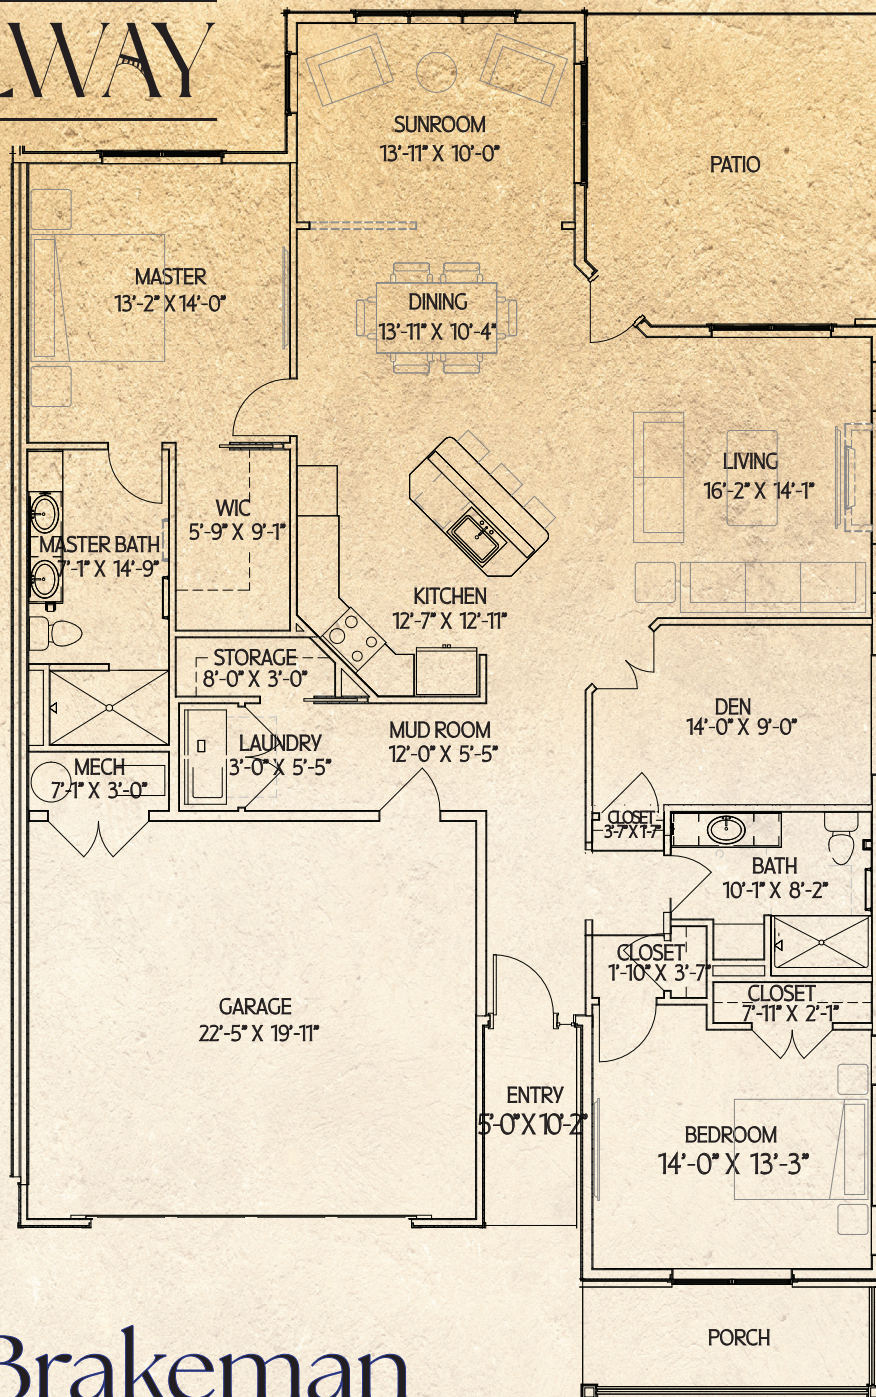 LWAY
SUNROOM
13'-11" X 10'-0"
PATIO
MASTER
13'-2" X 14'-0"
DINING
13'-11" X 10'-4"
LIVING
16'-2" X 14'-1"
WIC
5'-9" X 9'-1"
MASTER BATH
7'-1" X 14'-9"
KITCHEN
12'-7" X 12'-11"
STORAGE
8'-0" X 3'-0"
DEN
14'-0" X 9'-0"
MUD ROOM
12'-0" X 5'-5"
LAUNDRY
3'-0" X 5'-5"
MECH
7'-1" X 3'-0"
CLOSET
3'-7" X 1'-7"
BATH
10'-1" X 8'-2"
CLOSET
1'-10" X 3'-7"
CLOSET
7'-11" X 2'-1"
GARAGE
22'-5" X 19'-11"
ENTRY
5'-0" X 10'-2"
BEDROOM
14'-0" X 13'-3"
PORCH
Brakeman